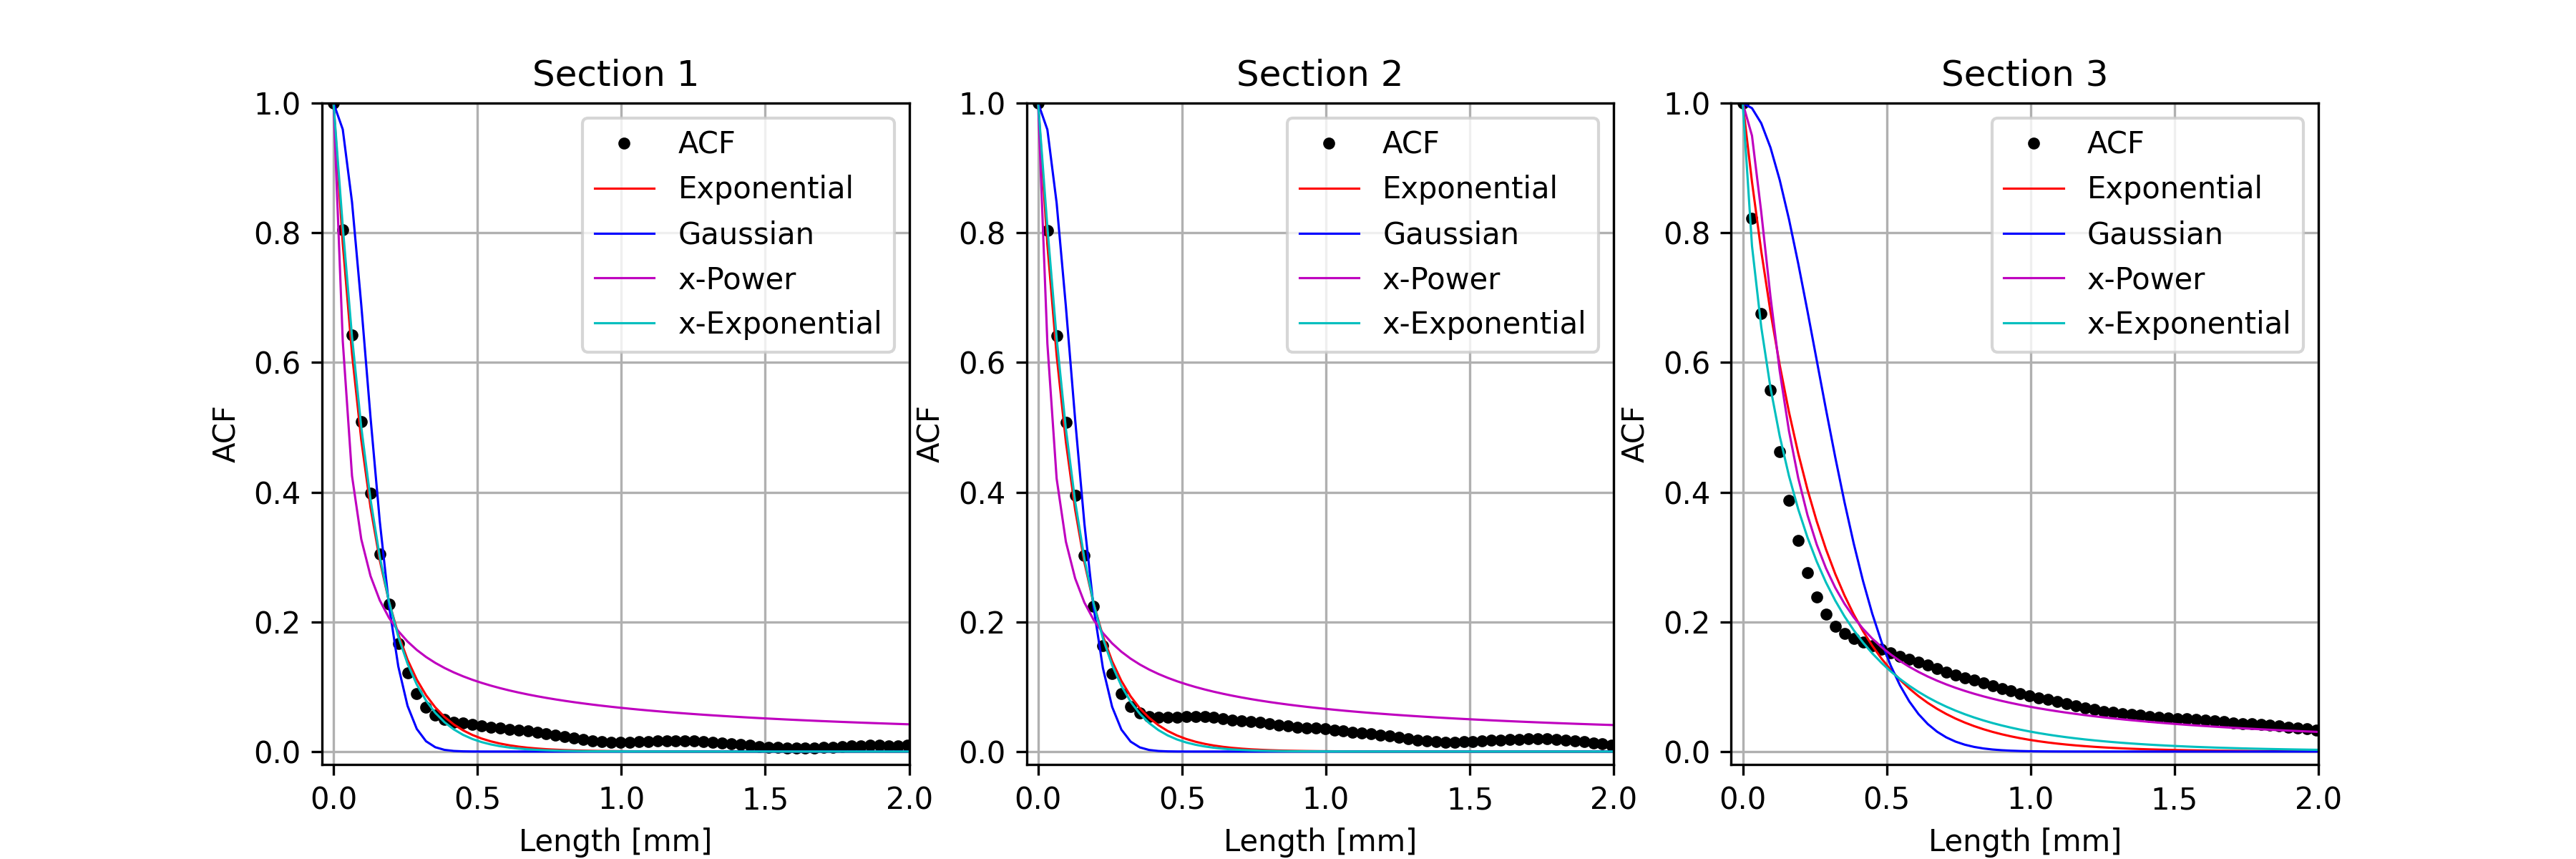 Section 1
ACF
1.0
0.8
0.6
0.4
0.2
0.0
0.0 0.5 1.0 1.5 2.0
Length [mm]
ACF
Exponential
Gaussian
x-Power
x-Exponential
Section 2
ACF
1.0
0.8
0.6
0.4
0.2
0.0
0.0 0.5 1.0 1.5 2.0
Length [mm]
ACF
Exponential
Gaussian
x-Power
x-Exponential
Section 3
ACF
1.0
0.8
0.6
0.4
0.2
0.0
0.0 0.5 1.0 1.5 2.0
Length [mm]
ACF
Exponential
Gaussian
x-Power
x-Exponential